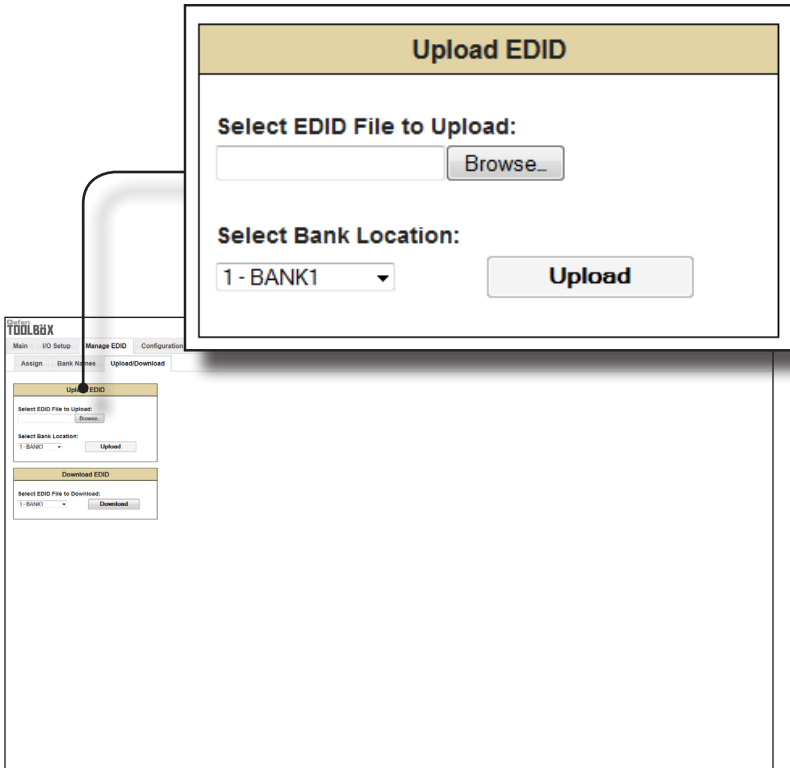 Upload EDID
Select EDID File to Upload:
Browse...
Select Bank Location:
1 - BANK1 Upload
Gefen
TOOLBOX
Main I/O Setup Manage EDID Configuration
Assign Bank Names Upload/Download
Upload EDID
Select EDID File to Upload:
Browse...
Select Bank Location:
1 - BANK1 Upload
Download EDID
Select EDID File to Download:
1 - BANK1 Download